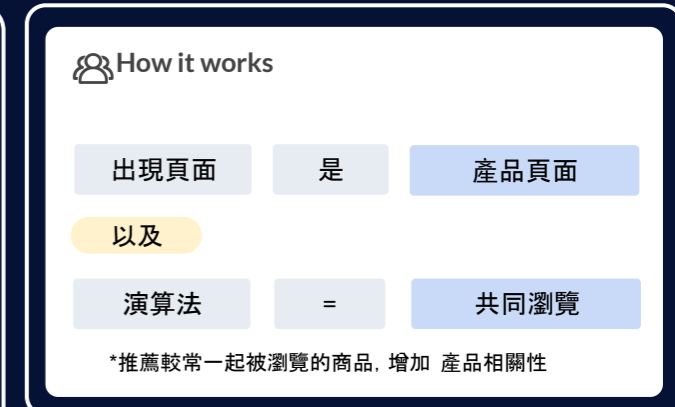 How it works
出現頁面 是 產品頁面
以及
演算法 = 共同瀏覽
*推薦較常一起被瀏覽的商品, 增加 產品相關性